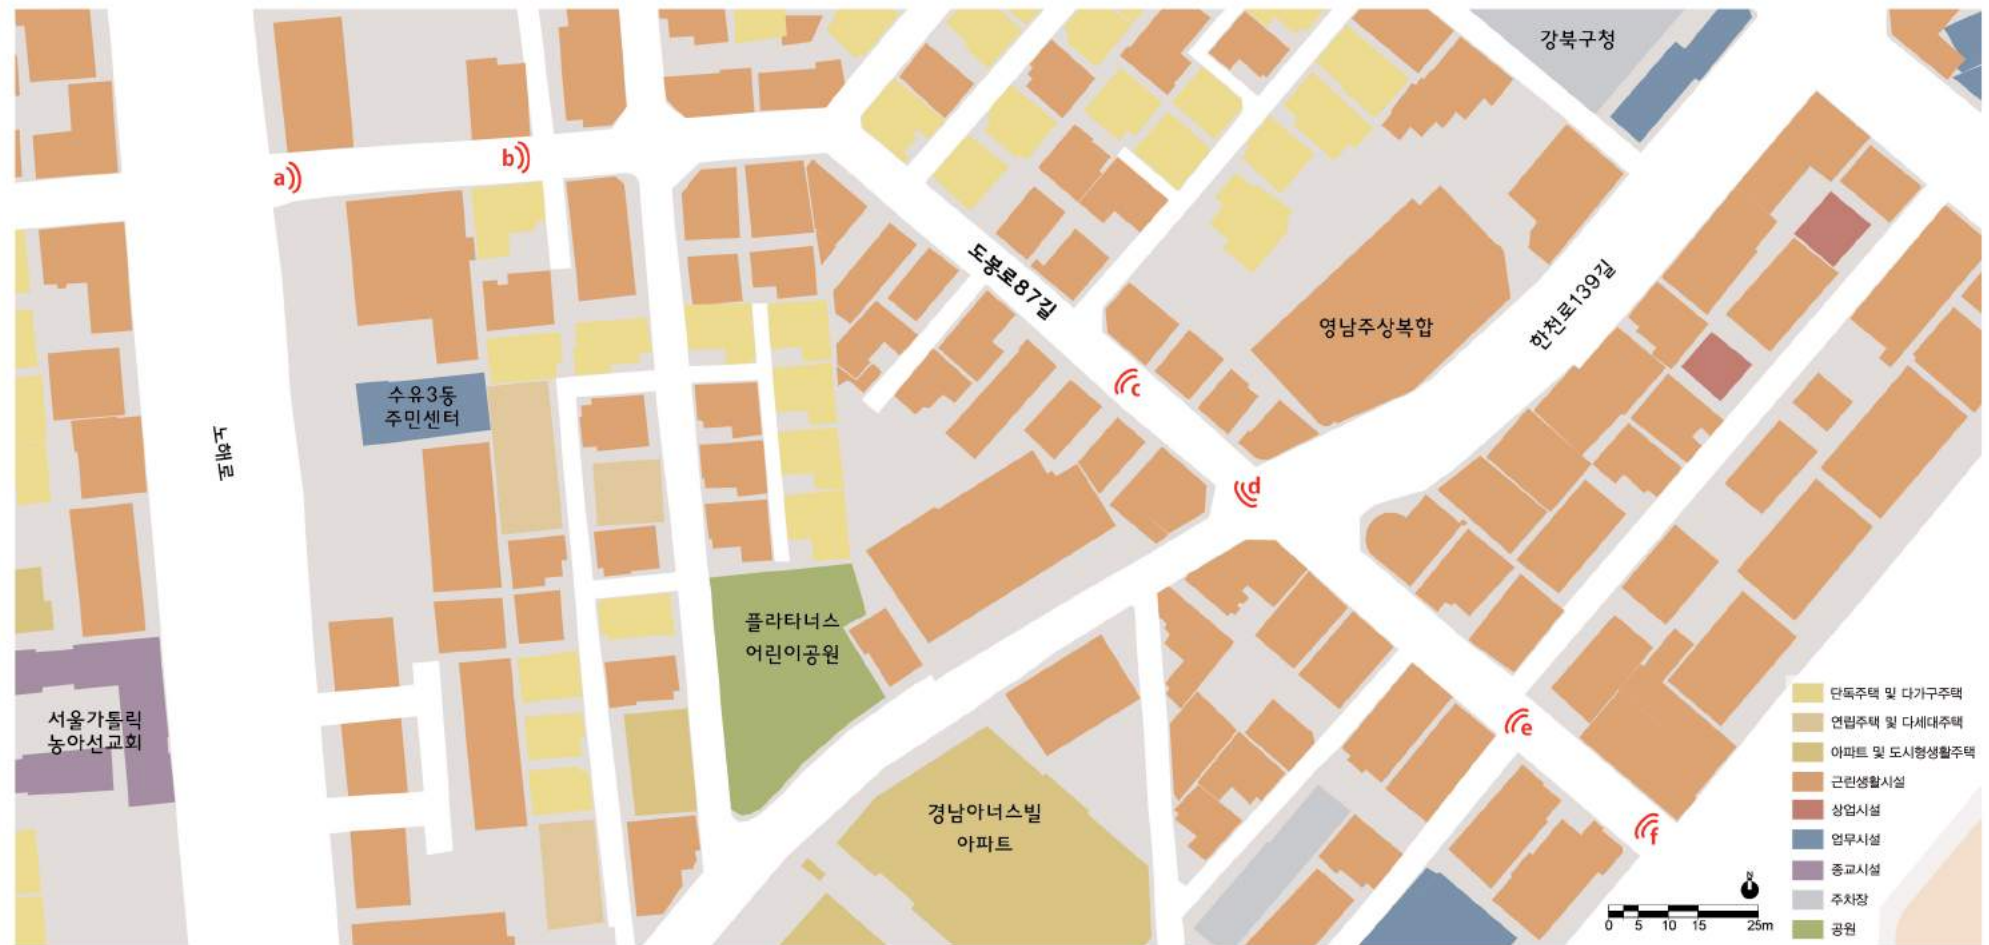 강북구청
a
b
도봉로87길
한천로139길
영남주상복합
c
수유3동
주민센터
노해로
d
플라타너스
어린이공원
서울가톨릭
농아선교회
e
경남아너스빌
아파트
f
단독주택 및 다가구주택
연립주택 및 다세대주택
아파트 및 도시형생활주택
근린생활시설
상업시설
업무시설
종교시설
주차장
공원
N
0 5 10 15 25m